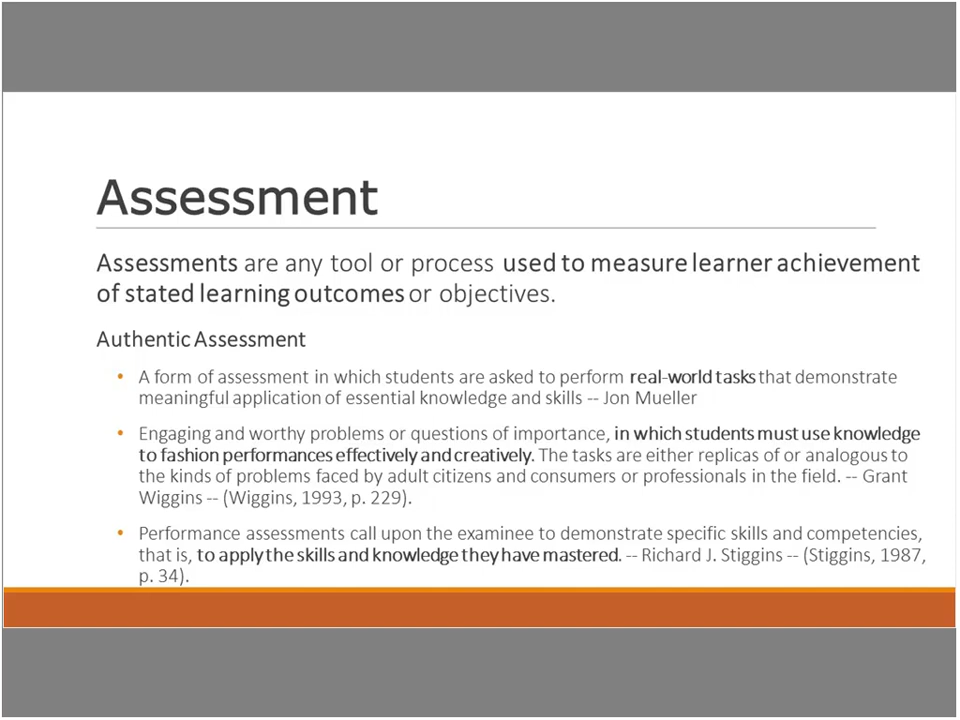 Assessment
Assessments are any tool or process used to measure learner achievement
of stated learning outcomes or objectives.
Authentic Assessment
• A form of assessment in which students are asked to perform real-world tasks that demonstrate
meaningful application of essential knowledge and skills -- Jon Mueller
• Engaging and worthy problems or questions of importance, in which students must use knowledge
to fashion performances effectively and creatively. The tasks are either replicas of or analogous to
the kinds of problems faced by adult citizens and consumers or professionals in the field. -- Grant
Wiggins -- (Wiggins, 1993, p. 229).
• Performance assessments call upon the examinee to demonstrate specific skills and competencies,
that is, to apply the skills and knowledge they have mastered. -- Richard J. Stiggins -- (Stiggins, 1987,
p. 34).